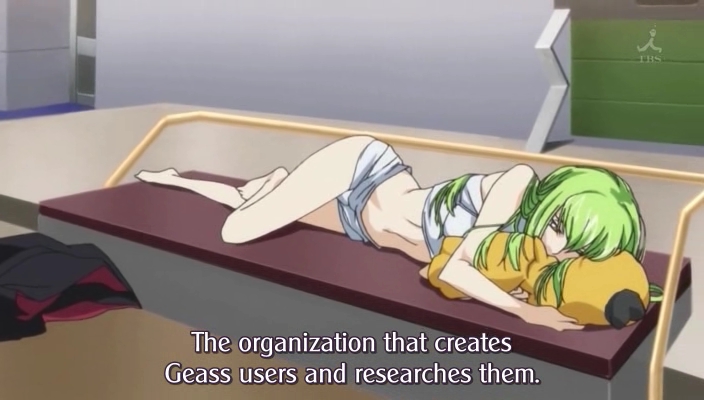 TBS
The organization that creates
Geass users and researches them.